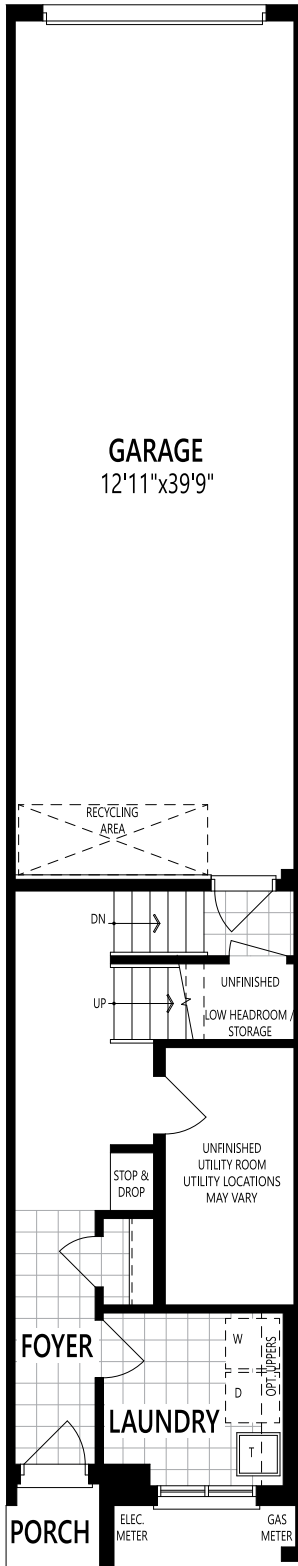 GARAGE
12'11"x39'9"
RECYCLING
AREA
DN
UP
UNFINISHED
LOW HEADROOM /
STORAGE
UNFINISHED
UTILITY ROOM
UTILITY LOCATIONS
MAY VARY
STOP &
DROP
FOYER
W
OPT. UPPERS
D
LAUNDRY
T
PORCH
ELEC.
METER
GAS
METER